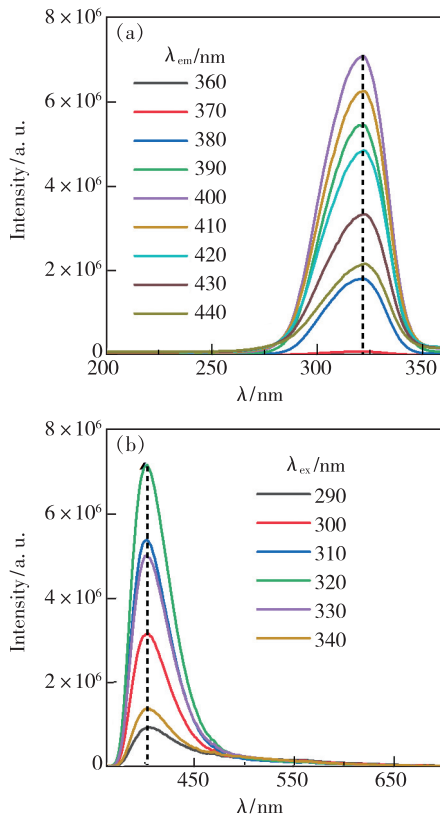 (a)
λem/nm
360
370
380
390
400
410
420
430
440
8×10⁶
6×10⁶
4×10⁶
2×10⁶
0
Intensity/a. u.
200 250 300 350
λ/nm
(b)
λex/nm
290
300
310
320
330
340
8×10⁶
6×10⁶
4×10⁶
2×10⁶
0
Intensity/a. u.
450 550 650
λ/nm